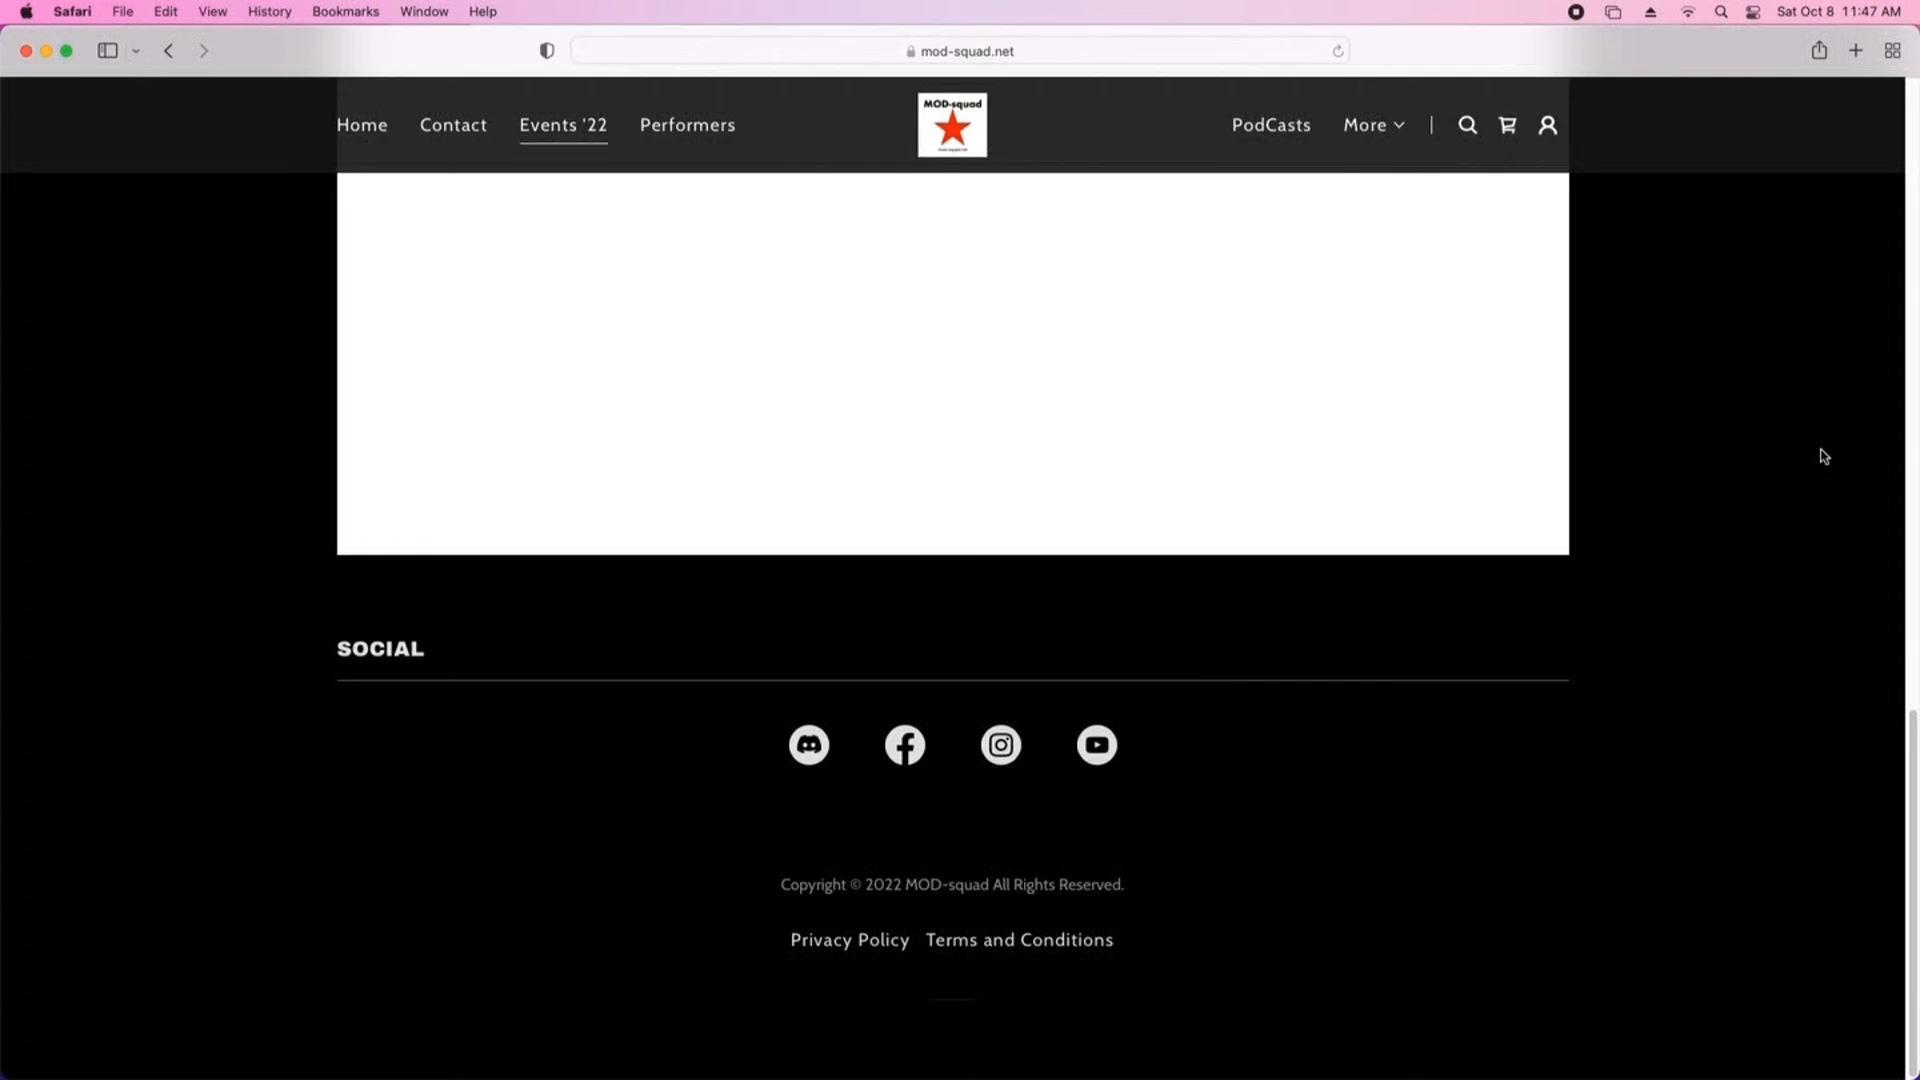 Safari File Edit View History Bookmarks Window Help Sat Oct 8 11:47 AM
mod-squad.net
Home Contact Events '22 Performers MOD-squad PodCasts More
SOCIAL
Copyright © 2022 MOD-squad All Rights Reserved.
Privacy Policy Terms and Conditions